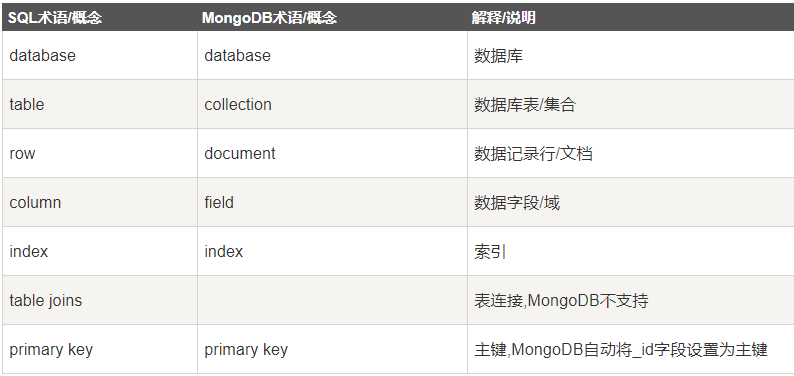 SQL术语/概念 MongoDB术语/概念 解释/说明
database database 数据库
table collection 数据库表/集合
row document 数据记录行/文档
column field 数据字段/域
index index 索引
table joins 表连接,MongoDB不支持
primary key primary key 主键,MongoDB自动将_id字段设置为主键